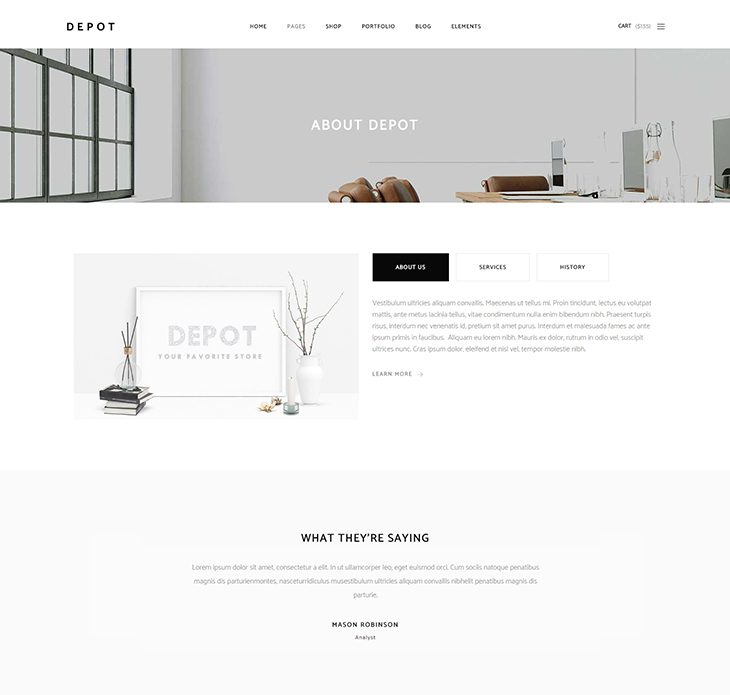 DEPOT
HOME PAGES SHOP PORTFOLIO BLOG ELEMENTS
CART ($155)
ABOUT DEPOT
DEPOT
YOUR FAVORITE STORE
ABOUT US SERVICES HISTORY
Vestibulum ultricies aliquam convallis. Maecenas ut tellus mi. Proin tincidunt, lectus eu volutpat
mattis, ante metus lacinia tellus, vitae condimentum nulla enim bibendum nibh. Praesent turpis
risus, interdum nec venenatis id, pretium sit amet purus. Interdum et malesuada fames ac ante
ipsum primis in faucibus. Aliquam eu lorem nibh. Mauris ex dolor, rutrum in odio vel, suscipit
ultrices nunc. Cras ipsum dolor, eleifend et nisl vel, tempor molestie nibh.
LEARN MORE
WHAT THEY'RE SAYING
Lorem ipsum dolor sit amet, consectetur a elit. In ut ullamcorper leo, eget euismod orci. Cum sociis natoque penatibus
magnis dis parturienmontes, nasceturridiculus musestibulum ultricies aliquam convallis nibhelit penatibus magnis dis
parturie.
MASON ROBINSON
Analyst